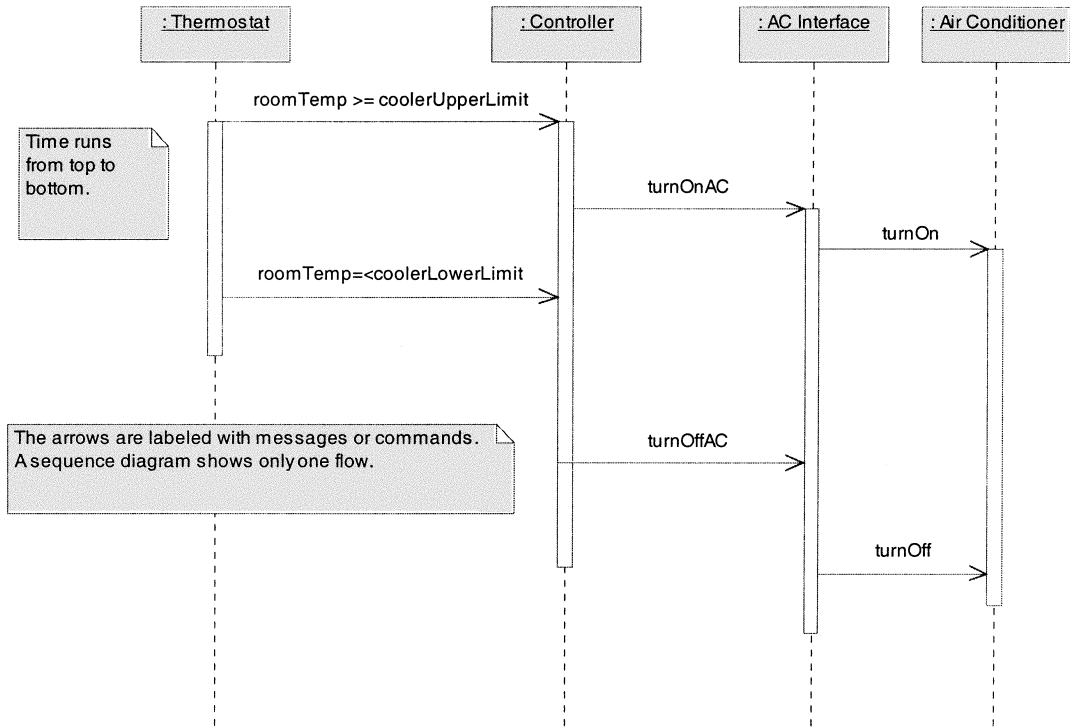 : Thermostat
: Controller
: AC Interface
: Air Conditioner
roomTemp >= coolerUpperLimit
Time runs
from top to
bottom.
turnOnAC
turnOn
roomTemp=<coolerLowerLimit
The arrows are labeled with messages or commands.
A sequence diagram shows only one flow.
turnOffAC
turnOff